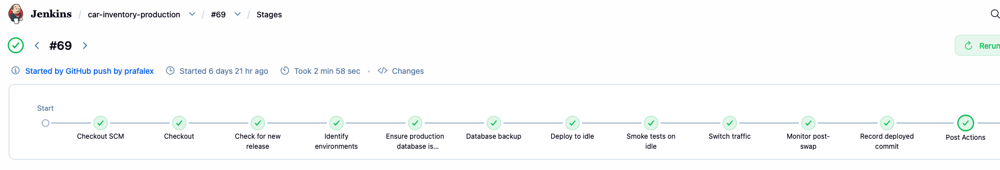 Jenkins / car-inventory-production / #69 / Stages
#69
Rerun
Started by GitHub push by prafalex Started 6 days 21 hr ago Took 2 min 58 sec · </> Changes
Start
Checkout SCM
Checkout
Check for new
release
Identify
environments
Ensure production
database is...
Database backup
Deploy to idle
Smoke tests on
idle
Switch traffic
Monitor post-
swap
Record deployed
commit
Post Actions